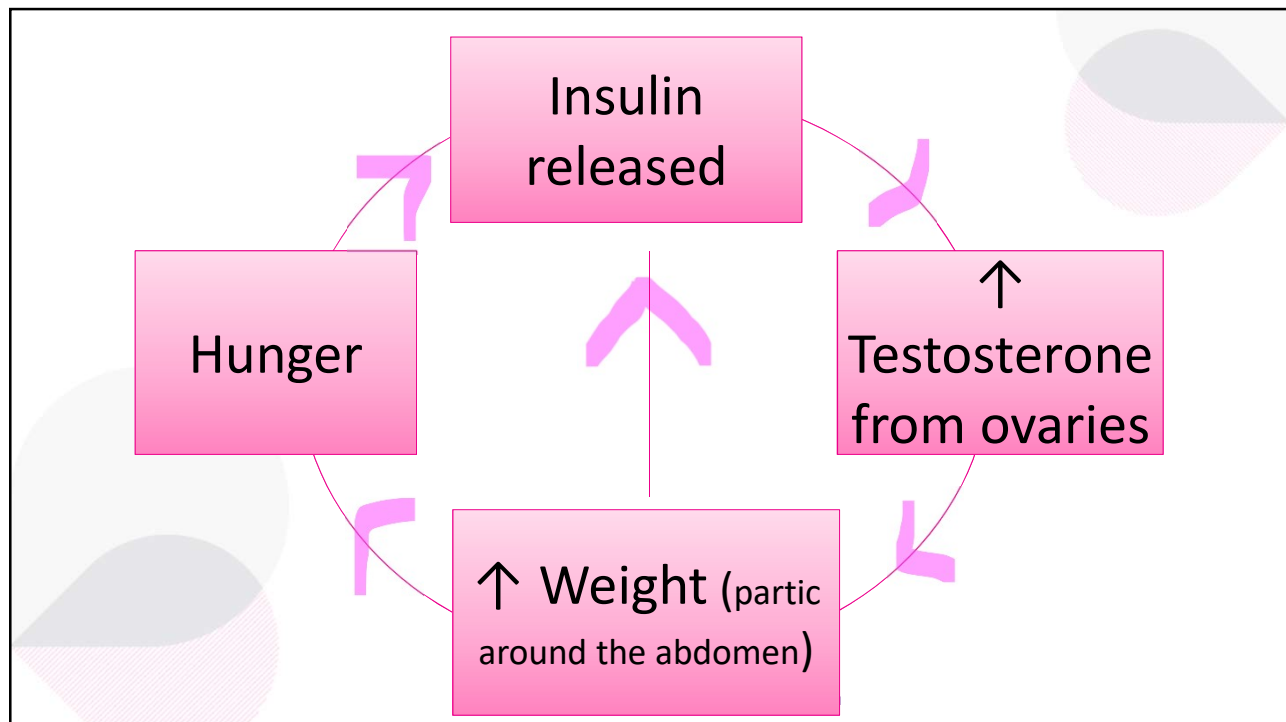 Insulin
released
Hunger
↑
Testosterone
from ovaries
↑ Weight (partic
around the abdomen)